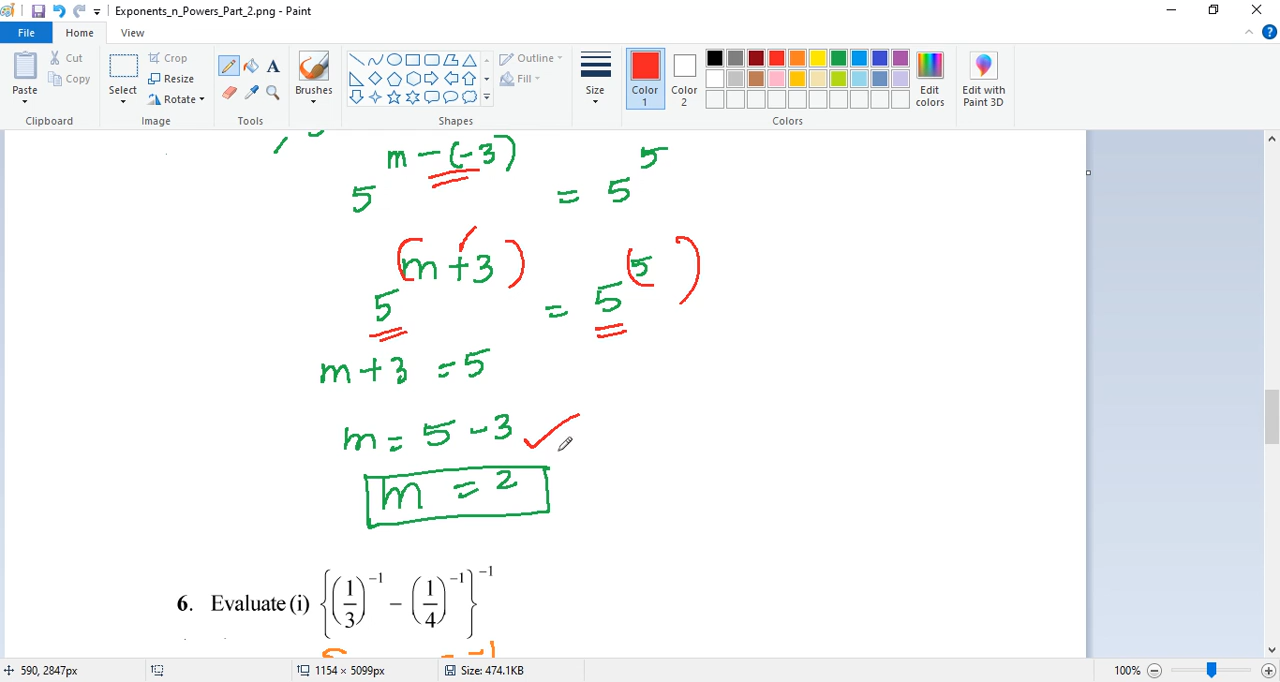 Exponents_n_Powers_Part_2.png - Paint
File Home View
Paste Cut Copy Select Crop Resize Rotate A Brushes Outline Fill Size Color 1 Color 2 Edit colors Edit with Paint 3D
Clipboard Image Tools Shapes Colors
5^{m-(-3)} = 5^5
5^{(m+3)} = 5^{(5)}
m+3 = 5
m = 5 - 3
m = 2
6. Evaluate (i) {(1/3)^{-1} − (1/4)^{-1}}^{-1}
590, 2847px 1154 × 5099px Size: 474.1KB 100%